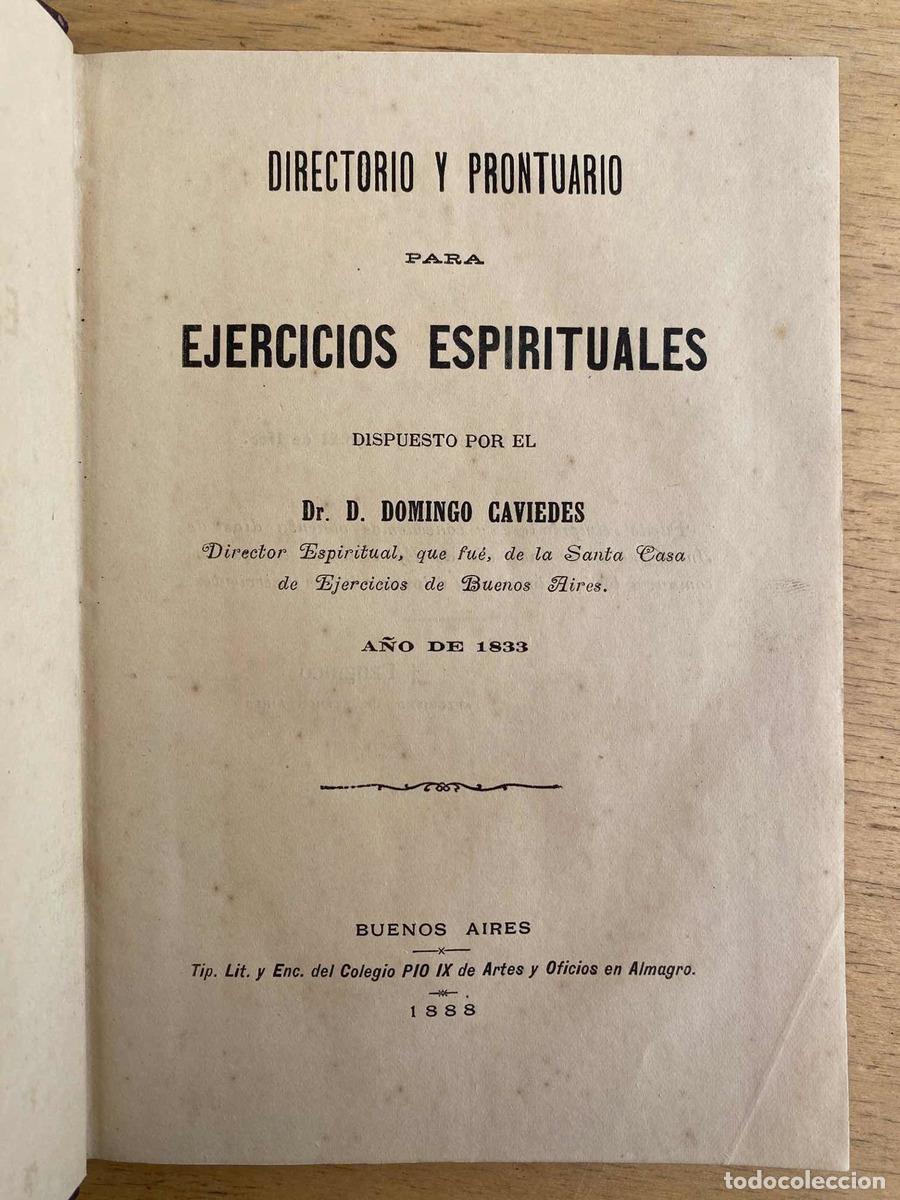 DIRECTORIO Y PRONTUARIO
PARA
EJERCICIOS ESPIRITUALES
DISPUESTO POR EL
Dr. D. DOMINGO CAVIEDES
Director Espiritual, que fué, de la Santa Casa
de Ejercicios de Buenos Aires.
AÑO DE 1833
BUENOS AIRES
Tip. Lit. y Enc. del Colegio PIO IX de Artes y Oficios en Almagro.
1888
todocoleccion